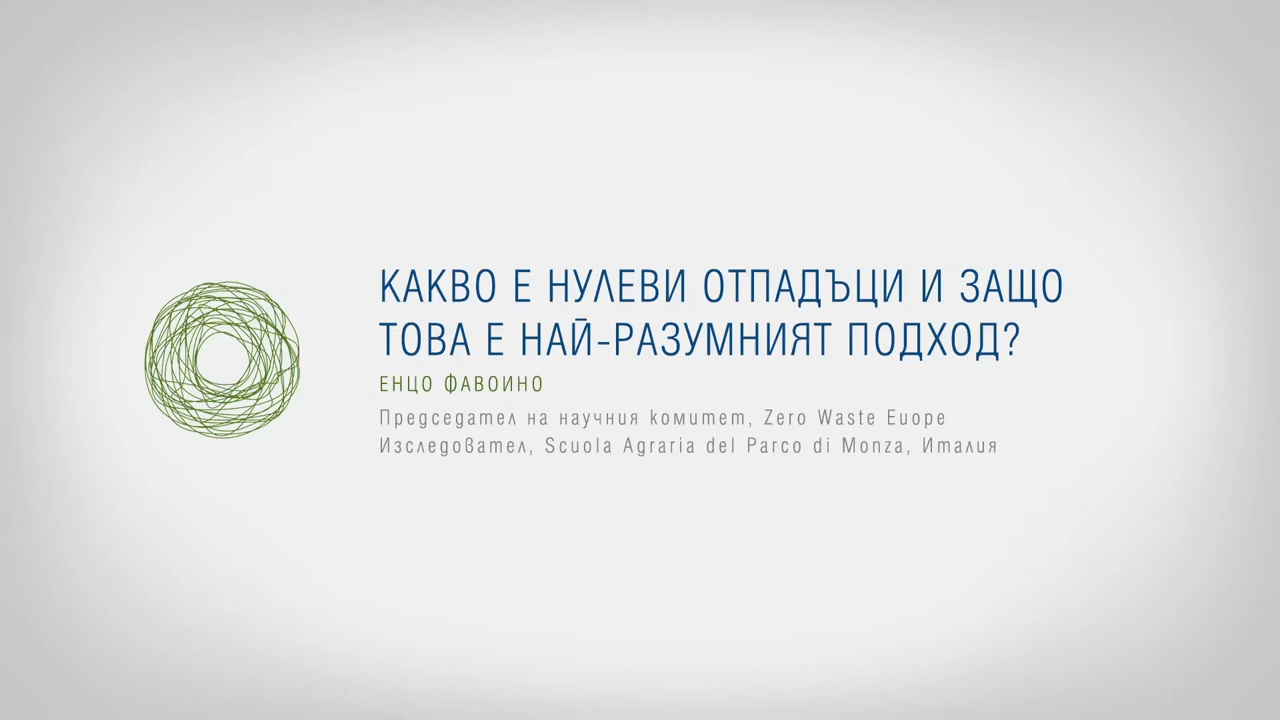 КАКВО Е НУЛЕВИ ОТПАДЪЦИ И ЗАЩО
ТОВА Е НАЙ-РАЗУМНИЯТ ПОДХОД?
ЕНЦО ФАВОИНО
Председател на научния комитет, Zero Waste Euope
Изследовател, Scuola Agraria del Parco di Monza, Италия